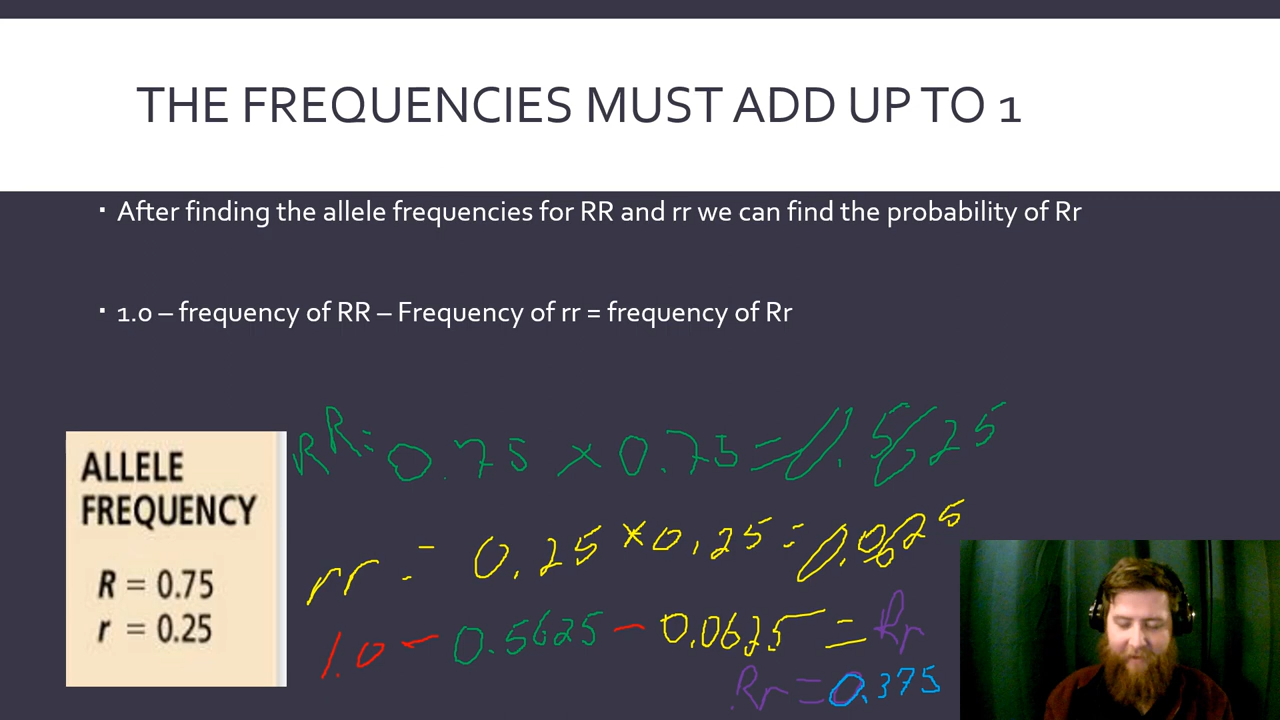 THE FREQUENCIES MUST ADD UP TO 1
▪ After finding the allele frequencies for RR and rr we can find the probability of Rr
▪ 1.0 – frequency of RR – Frequency of rr = frequency of Rr
ALLELE
FREQUENCY
R = 0.75
r = 0.25
RR = 0.75 × 0.75 = 0.5625
rr = 0.25 × 0.25 = 0.0625
1.0 – 0.5625 – 0.0625 = Rr
Rr = 0.375